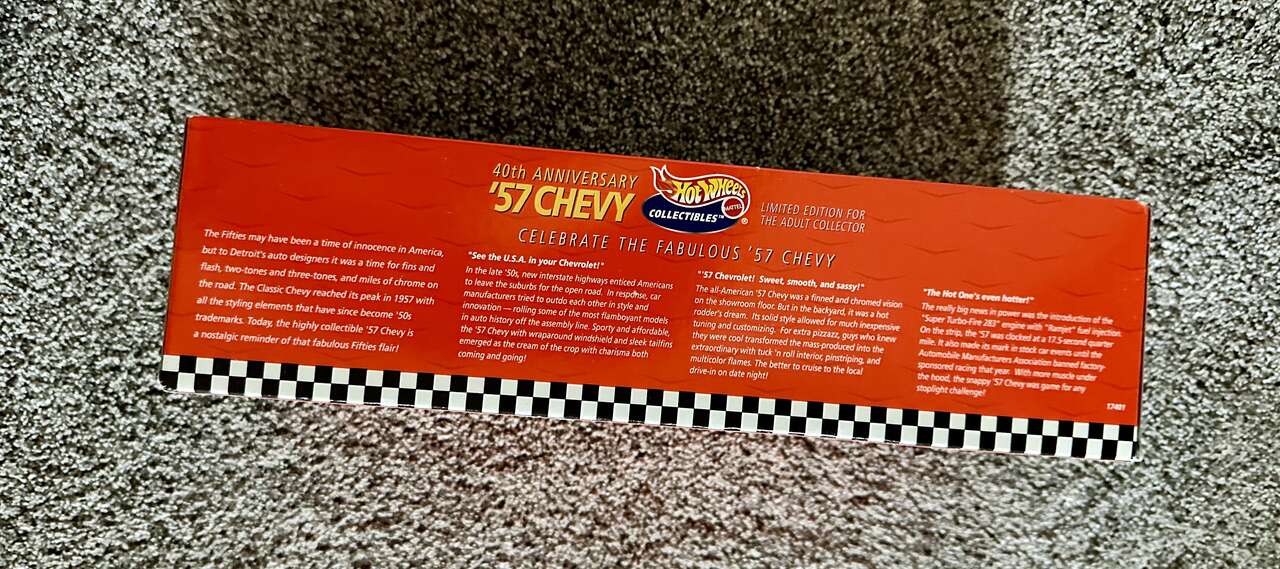 40th ANNIVERSARY
'57 CHEVY
HOT WHEELS
MATTEL
COLLECTIBLES™
®
LIMITED EDITION FOR
THE ADULT COLLECTOR
CELEBRATE THE FABULOUS '57 CHEVY
The Fifties may have been a time of innocence in America,
but to Detroit's auto designers it was a time for fins and
flash, two-tones and three-tones, and miles of chrome on
the road. The Classic Chevy reached its peak in 1957 with
all the styling elements that have since become '50s
trademarks. Today, the highly collectible '57 Chevy is
a nostalgic reminder of that fabulous Fifties flair!
"See the U.S.A. in your Chevrolet!"
In the late '50s, new interstate highways enticed Americans
to leave the suburbs for the open road. In response, car
manufacturers tried to outdo each other in style and
innovation — rolling some of the most flamboyant models
in auto history off the assembly line. Sporty and affordable,
the '57 Chevy with wraparound windshield and sleek tailfins
emerged as the cream of the crop with charisma both
coming and going!
"'57 Chevrolet! Sweet, smooth, and sassy!"
The all-American '57 Chevy was a finned and chromed vision
on the showroom floor. But in the backyard, it was a hot
rodder's dream. Its solid style allowed for much inexpensive
tuning and customizing. For extra pizzazz, guys who knew
they were cool transformed the mass-produced into the
extraordinary with tuck 'n roll interior, pinstriping, and
multicolor flames. The better to cruise to the local
drive-in on date night!
"The Hot One's even hotter!"
The really big news in power was the introduction of the
"Super Turbo-Fire 283" engine with "Ramjet" fuel injection.
On the strip, the '57 was clocked at a 17.5-second quarter
mile. It also made its mark in stock car events until the
Automobile Manufacturers Association banned factory-
sponsored racing that year. With more muscle under
the hood, the snappy '57 Chevy was game for any
stoplight challenge!
17401